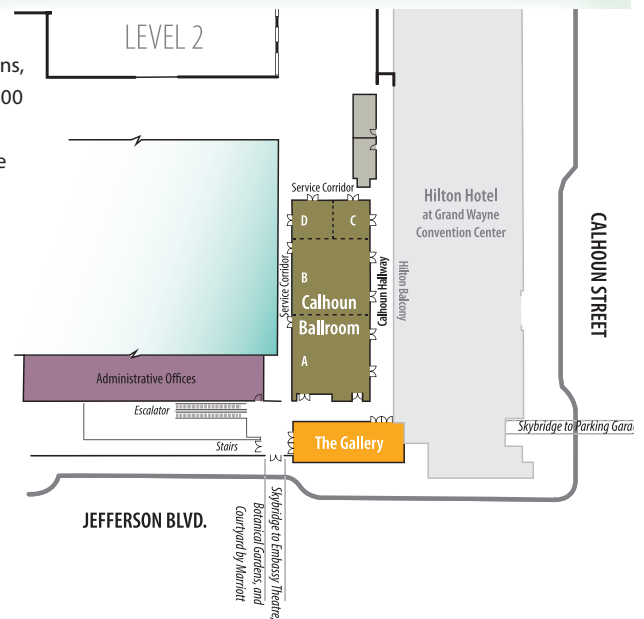 LEVEL 2
ns,
00
e
Service Corridor
D
C
Hilton Hotel
at Grand Wayne
Convention Center
CALHOUN STREET
Service Corridor
B
Calhoun
Ballroom
Calhoun Hallway
Hilton Balcony
A
Administrative Offices
Escalator
Stairs
The Gallery
Skybridge to Parking Gara
JEFFERSON BLVD.
Skybridge to Embassy Theatre,
Botanical Gardens, and
Courtyard by Marriott